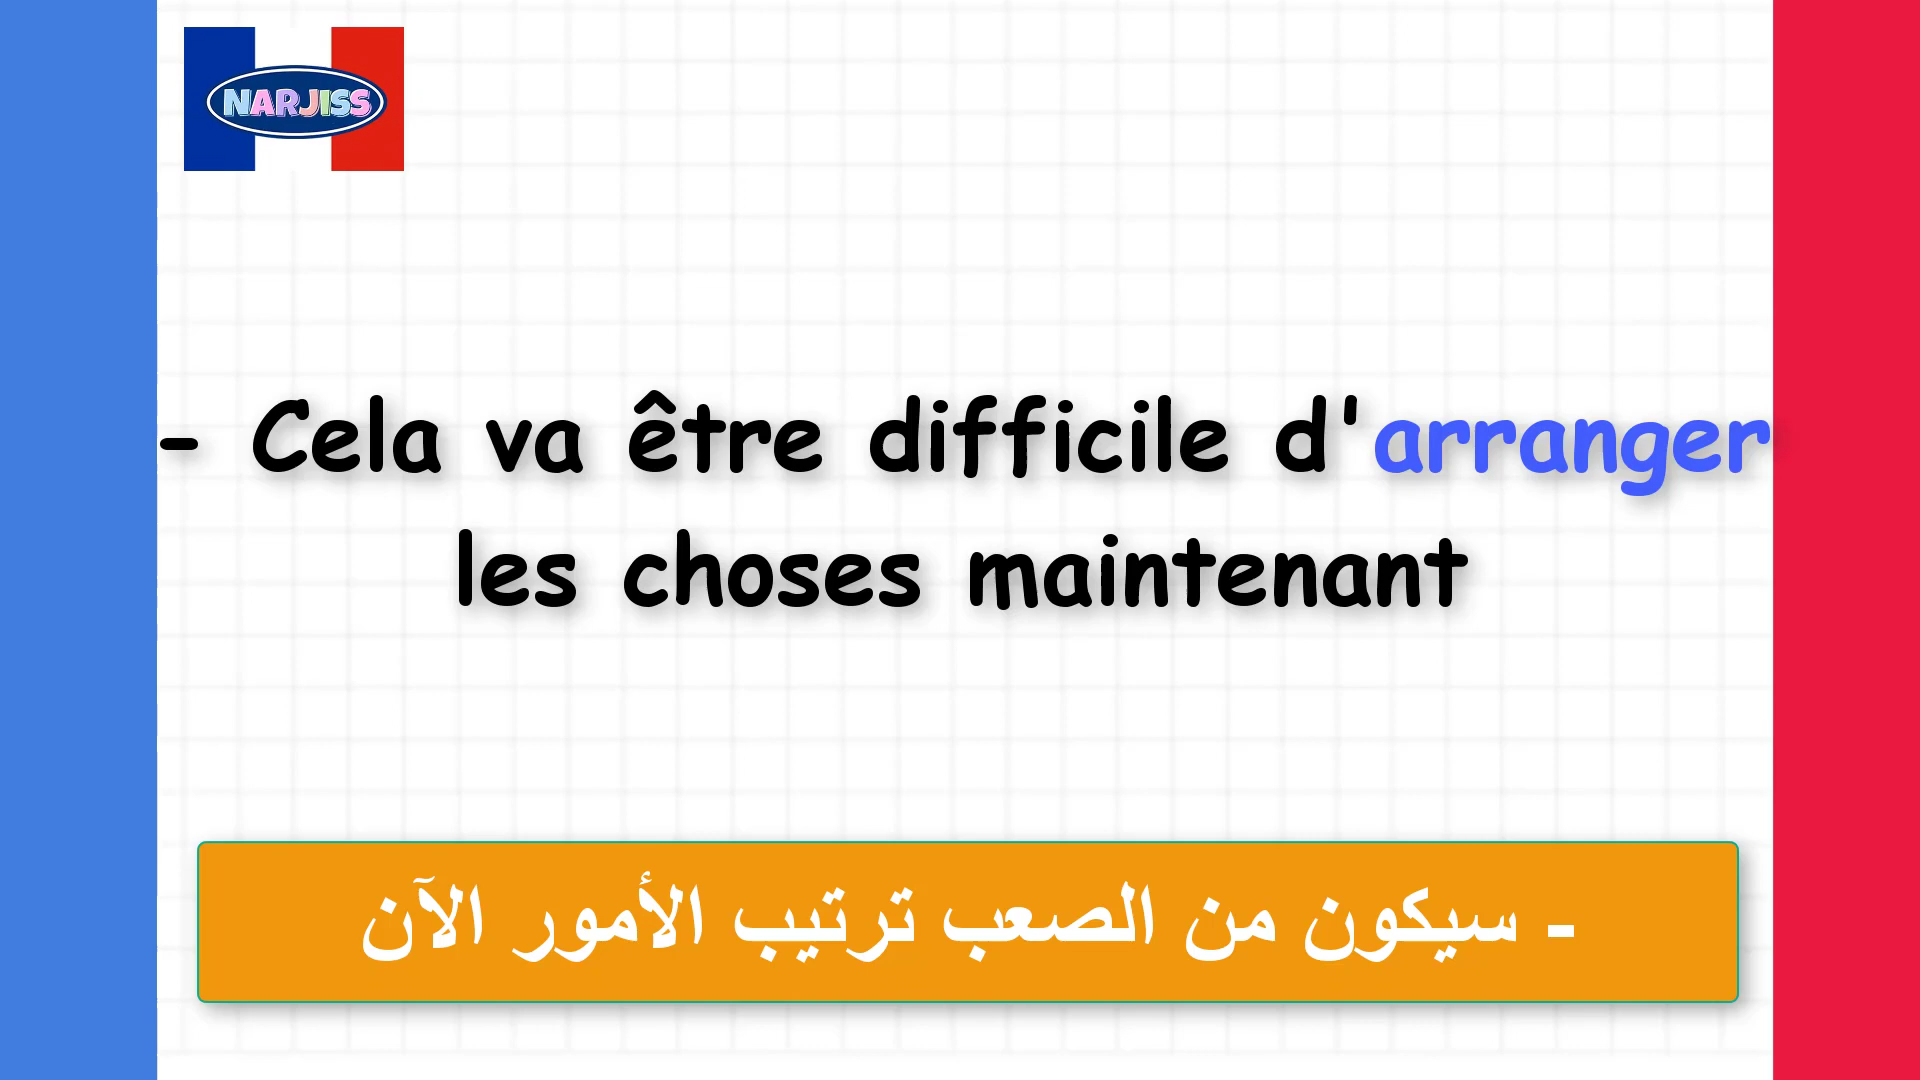 NARJISS
- Cela va être difficile d'arranger
les choses maintenant
- سيكون من الصعب ترتيب الأمور الآن